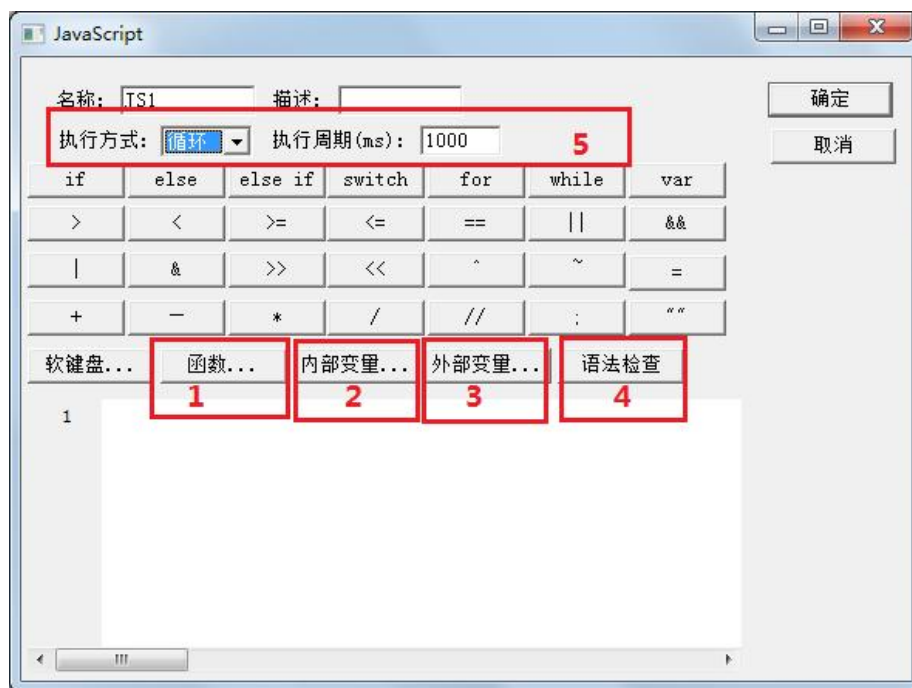 JavaScript
名称: JS1 描述:
执行方式: 循环 执行周期(ms): 1000 5
if else else if switch for while var
> < >= <= == || &&
| & >> << ^ ~ =
+ - * / // ; ""
软键盘... 函数... 内部变量... 外部变量... 语法检查
1 2 3 4
1
确定
取消